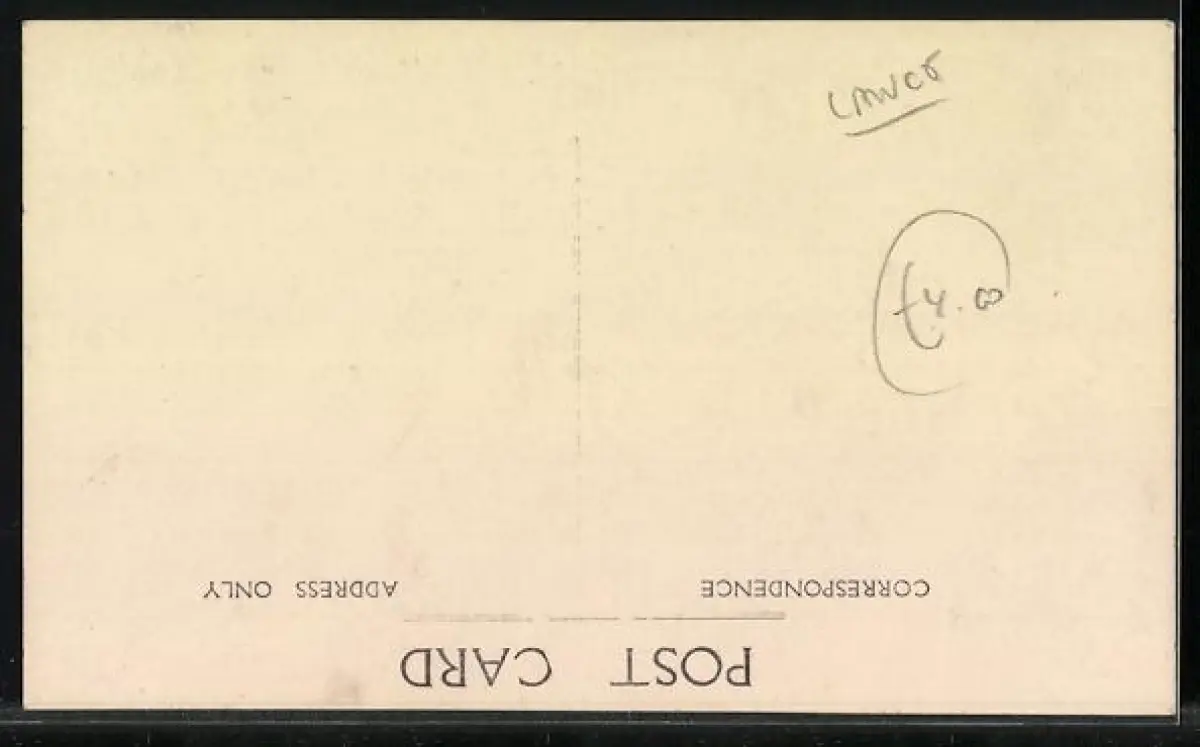 POST CARD
CORRESPONDENCE
ADDRESS ONLY
£4.00